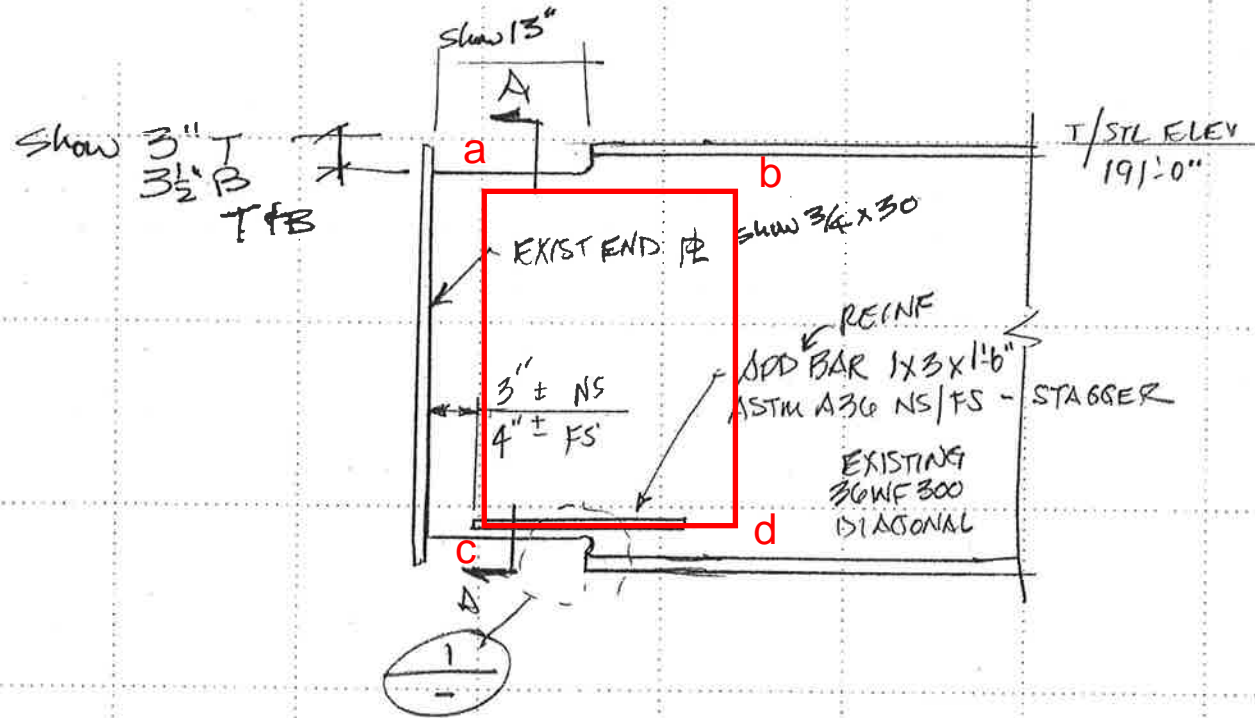 Show 13"
A
Show 3" T
3½" B
T & B
a
b
T/STL ELEV
191'-0"
show 3/4 x 30
EXIST END PL
REINF
ADD BAR 1x3x1'-6"
ASTM A36 NS/FS - STAGGER
3" ± NS
4" ± FS
EXISTING
36WF300
DIAGONAL
c
d
A
1
-